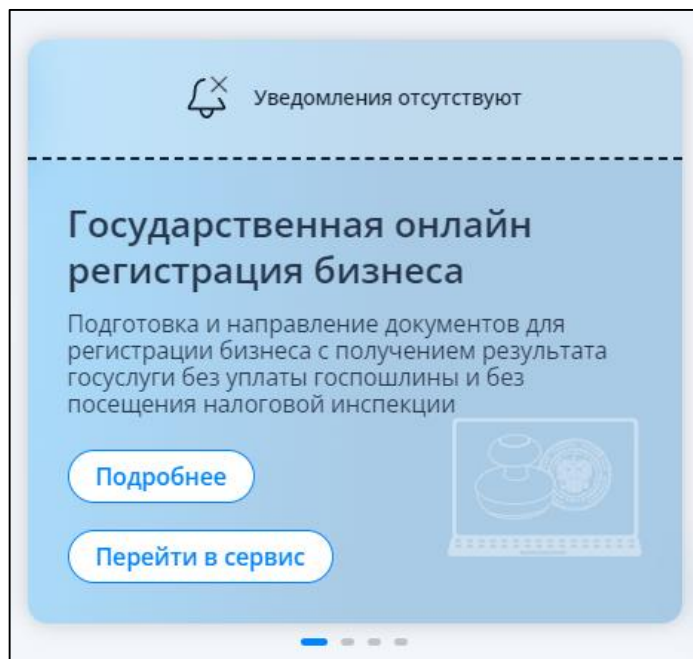 Уведомления отсутствуют
Государственная онлайн
регистрация бизнеса
Подготовка и направление документов для
регистрации бизнеса с получением результата
госуслуги без уплаты госпошлины и без
посещения налоговой инспекции
Подробнее
Перейти в сервис